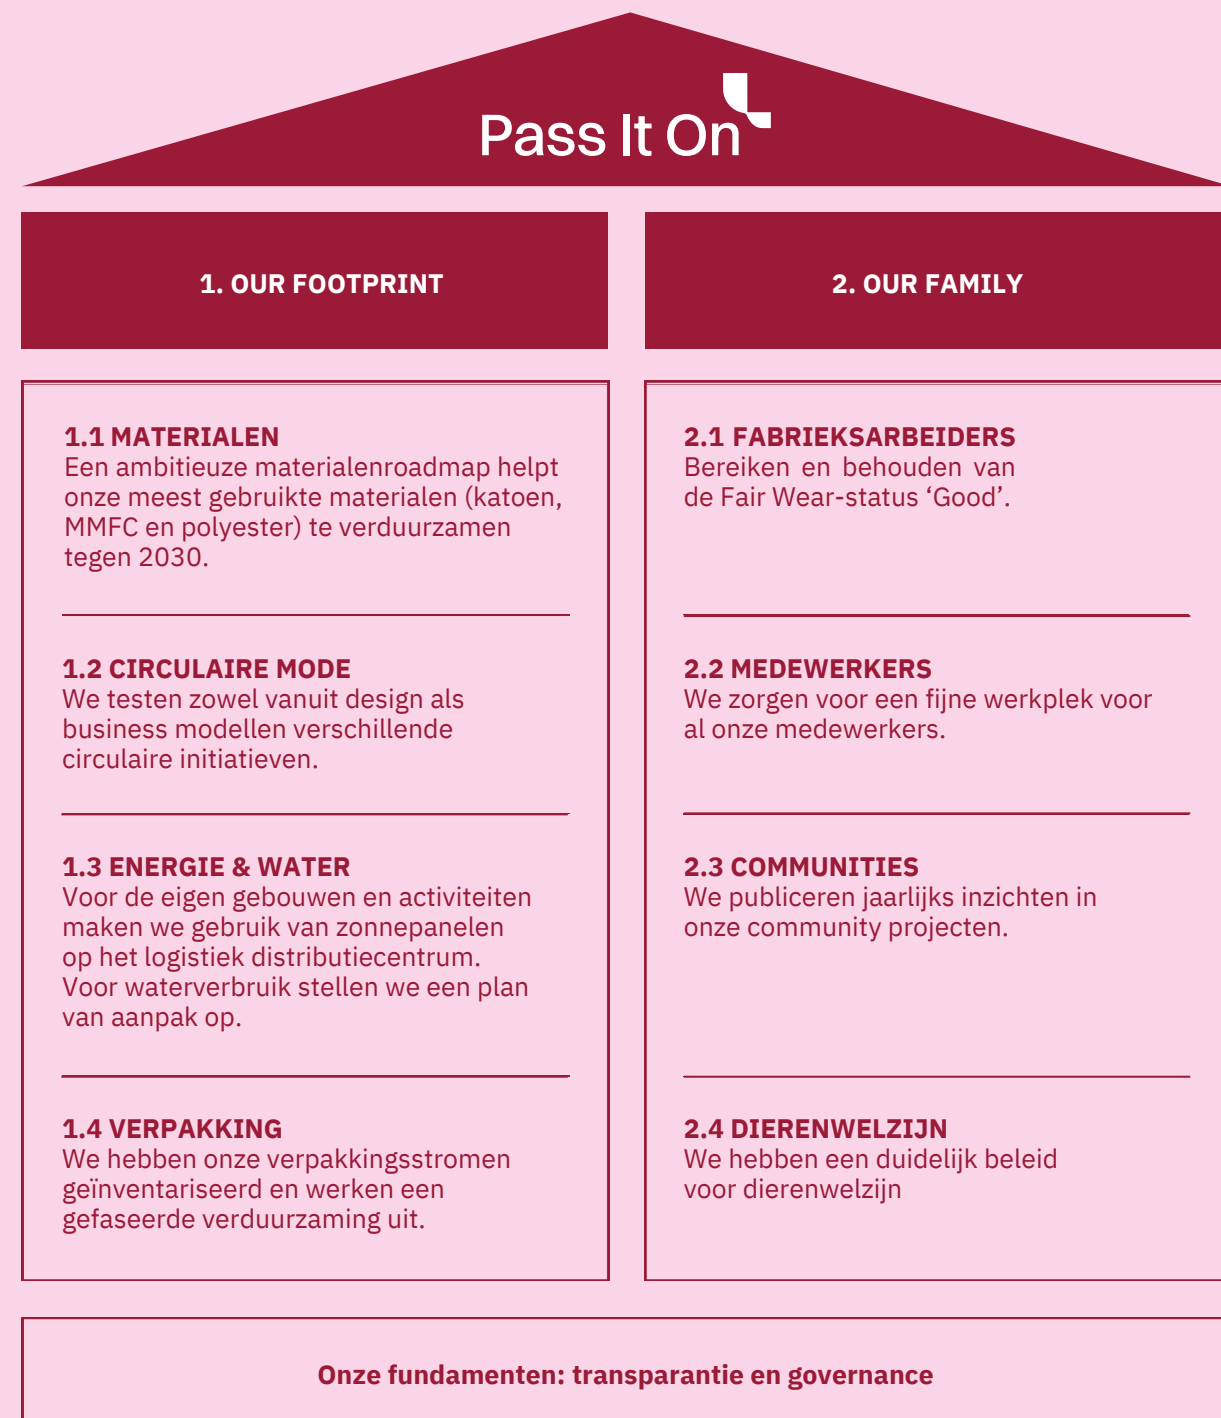 Pass It On
1. OUR FOOTPRINT
2. OUR FAMILY
1.1 MATERIALEN
Een ambitieuze materialenroadmap helpt
onze meest gebruikte materialen (katoen,
MMFC en polyester) te verduurzamen
tegen 2030.
1.2 CIRCULAIRE MODE
We testen zowel vanuit design als
business modellen verschillende
circulaire initiatieven.
1.3 ENERGIE & WATER
Voor de eigen gebouwen en activiteiten
maken we gebruik van zonnepanelen
op het logistiek distributiecentrum.
Voor waterverbruik stellen we een plan
van aanpak op.
1.4 VERPAKKING
We hebben onze verpakkingsstromen
geïnventariseerd en werken een
gefaseerde verduurzaming uit.
2.1 FABRIEKSARBEIDERS
Bereiken en behouden van
de Fair Wear-status ‘Good’.
2.2 MEDEWERKERS
We zorgen voor een fijne werkplek voor
al onze medewerkers.
2.3 COMMUNITIES
We publiceren jaarlijks inzichten in
onze community projecten.
2.4 DIERENWELZIJN
We hebben een duidelijk beleid
voor dierenwelzijn
Onze fundamenten: transparantie en governance